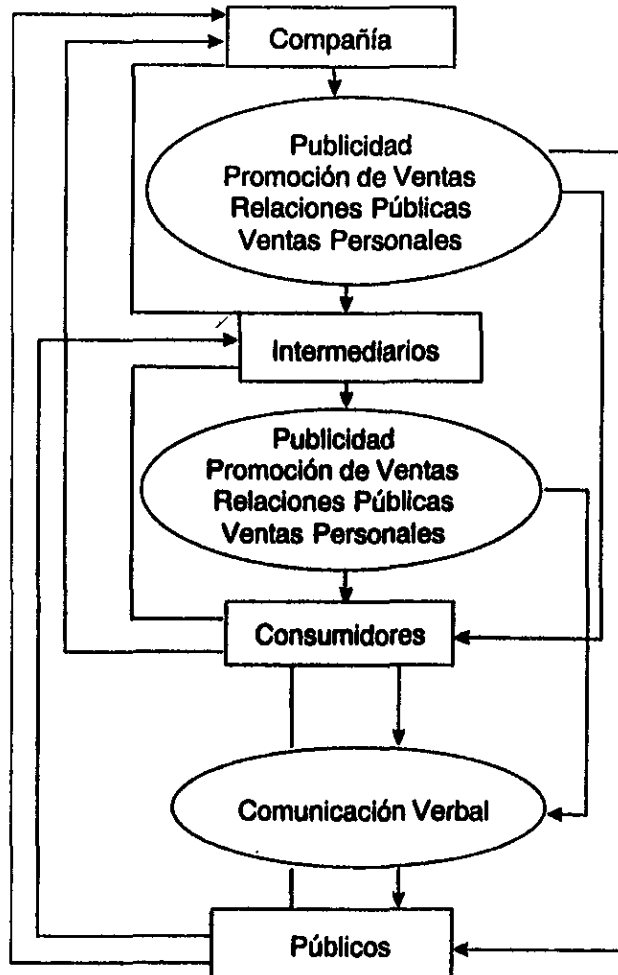 Compañía
Publicidad
Promoción de Ventas
Relaciones Públicas
Ventas Personales
Intermediarios
Publicidad
Promoción de Ventas
Relaciones Públicas
Ventas Personales
Consumidores
Comunicación Verbal
Públicos